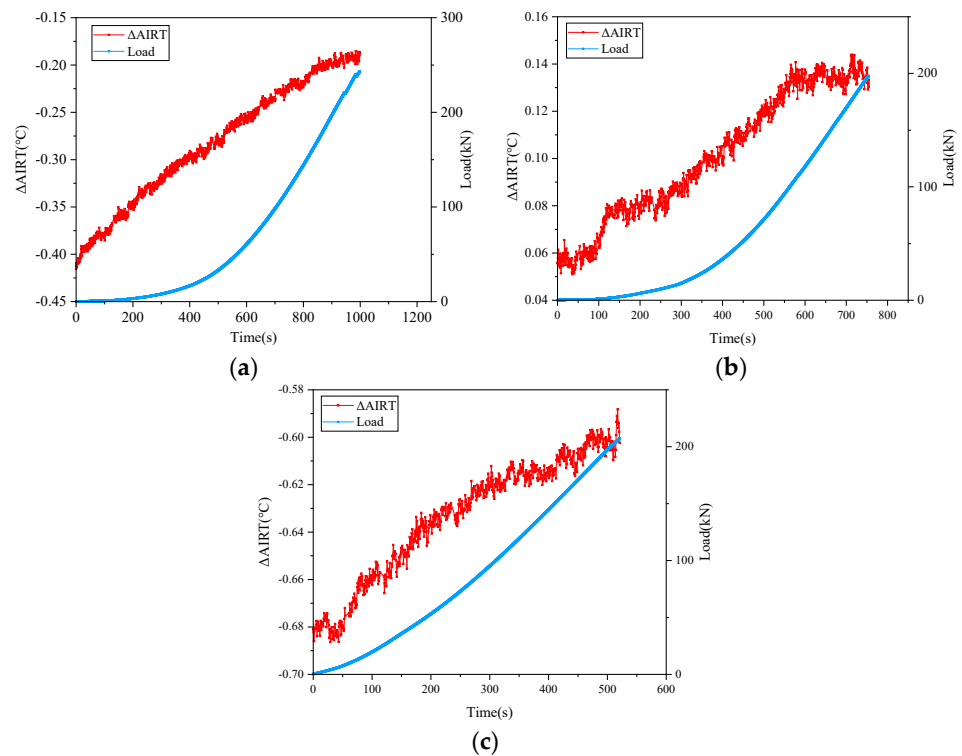 -0.15
-0.20
-0.25
-0.30
-0.35
-0.40
-0.45
ΔAIRT(℃)
ΔAIRT
Load
300
200
100
0
Load(kN)
0 200 400 600 800 1000 1200
Time(s)
(a)
0.16
0.14
0.12
0.10
0.08
0.06
0.04
ΔAIRT(℃)
ΔAIRT
Load
200
100
0
Load(kN)
0 100 200 300 400 500 600 700 800
Time(s)
(b)
-0.58
-0.60
-0.62
-0.64
-0.66
-0.68
-0.70
ΔAIRT(℃)
ΔAIRT
Load
200
100
0
Load(kN)
0 100 200 300 400 500 600
Time(s)
(c)